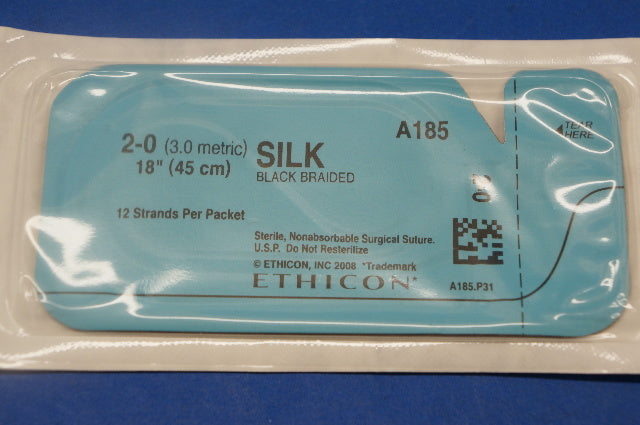 2-0 (3.0 metric)
18" (45 cm)
SILK
BLACK BRAIDED
A185
TEAR
HERE
12 Strands Per Packet
Sterile, Nonabsorbable Surgical Suture.
U.S.P. Do Not Resterilize
© ETHICON, INC 2008 *Trademark
ETHICON*
A185.P31